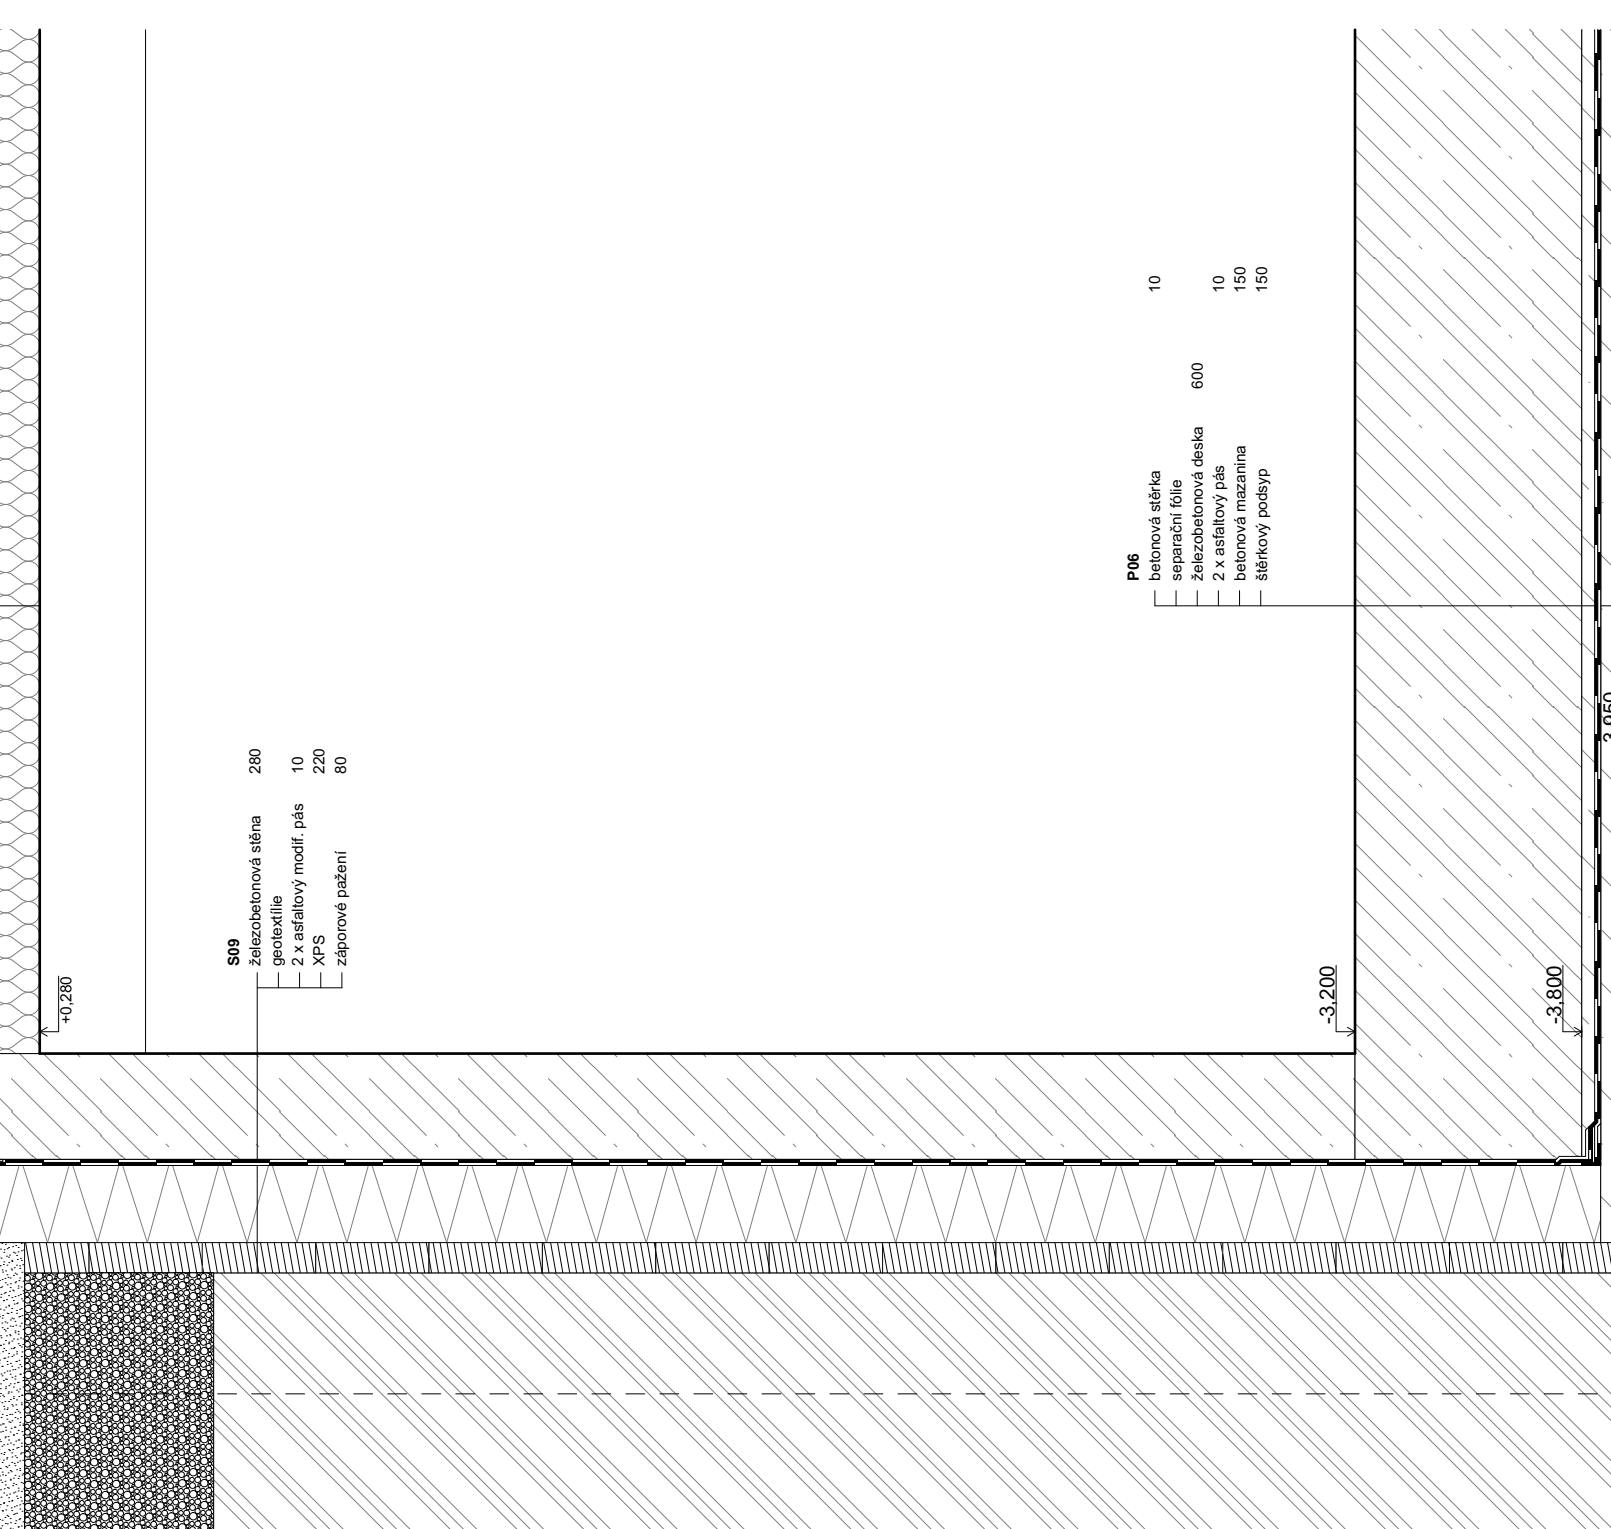 S09
železobetonová stěna 280
geotextílie
2 x asfaltový modif. pás 10
XPS 220
záporové pažení 80
+0,280
P06
betonová stěrka 10
separační fólie
železobetonová deska 600
2 x asfaltový pás 10
betonová mazanina 150
štěrkový podsyp 150
-3,200
-3,800
3,950